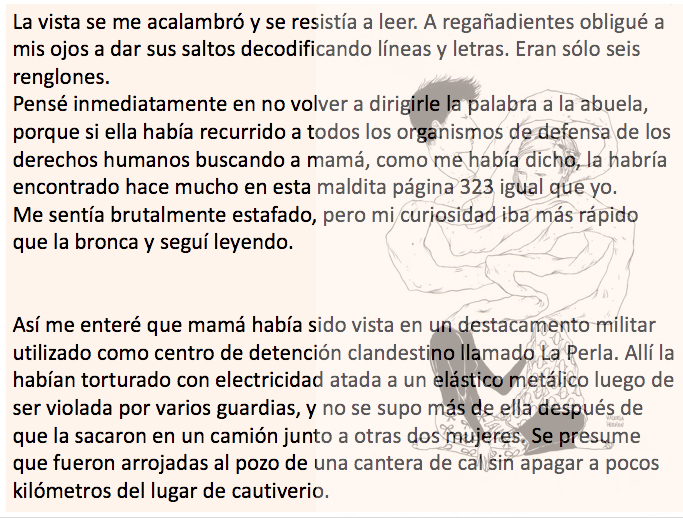 La vista se me acalambró y se resistía a leer. A regañadientes obligué a
mis ojos a dar sus saltos decodificando líneas y letras. Eran sólo seis
renglones.
Pensé inmediatamente en no volver a dirigirle la palabra a la abuela,
porque si ella había recurrido a todos los organismos de defensa de los
derechos humanos buscando a mamá, como me había dicho, la habría
encontrado hace mucho en esta maldita página 323 igual que yo.
Me sentía brutalmente estafado, pero mi curiosidad iba más rápido
que la bronca y seguí leyendo.
Así me enteré que mamá había sido vista en un destacamento militar
utilizado como centro de detención clandestino llamado La Perla. Allí la
habían torturado con electricidad atada a un elástico metálico luego de
ser violada por varios guardias, y no se supo más de ella después de
que la sacaron en un camión junto a otras dos mujeres. Se presume
que fueron arrojadas al pozo de una cantera de cal sin apagar a pocos
kilómetros del lugar de cautiverio.